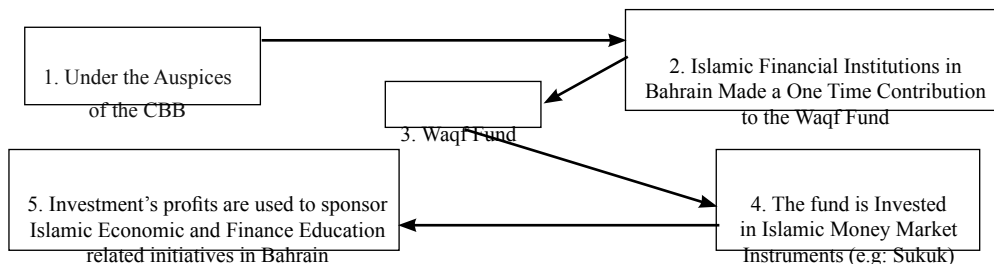 1. Under the Auspices
of the CBB
2. Islamic Financial Institutions in
Bahrain Made a One Time Contribution
to the Waqf Fund
3. Waqf Fund
4. The fund is Invested
in Islamic Money Market
Instruments (e.g: Sukuk)
5. Investment’s profits are used to sponsor
Islamic Economic and Finance Education
related initiatives in Bahrain